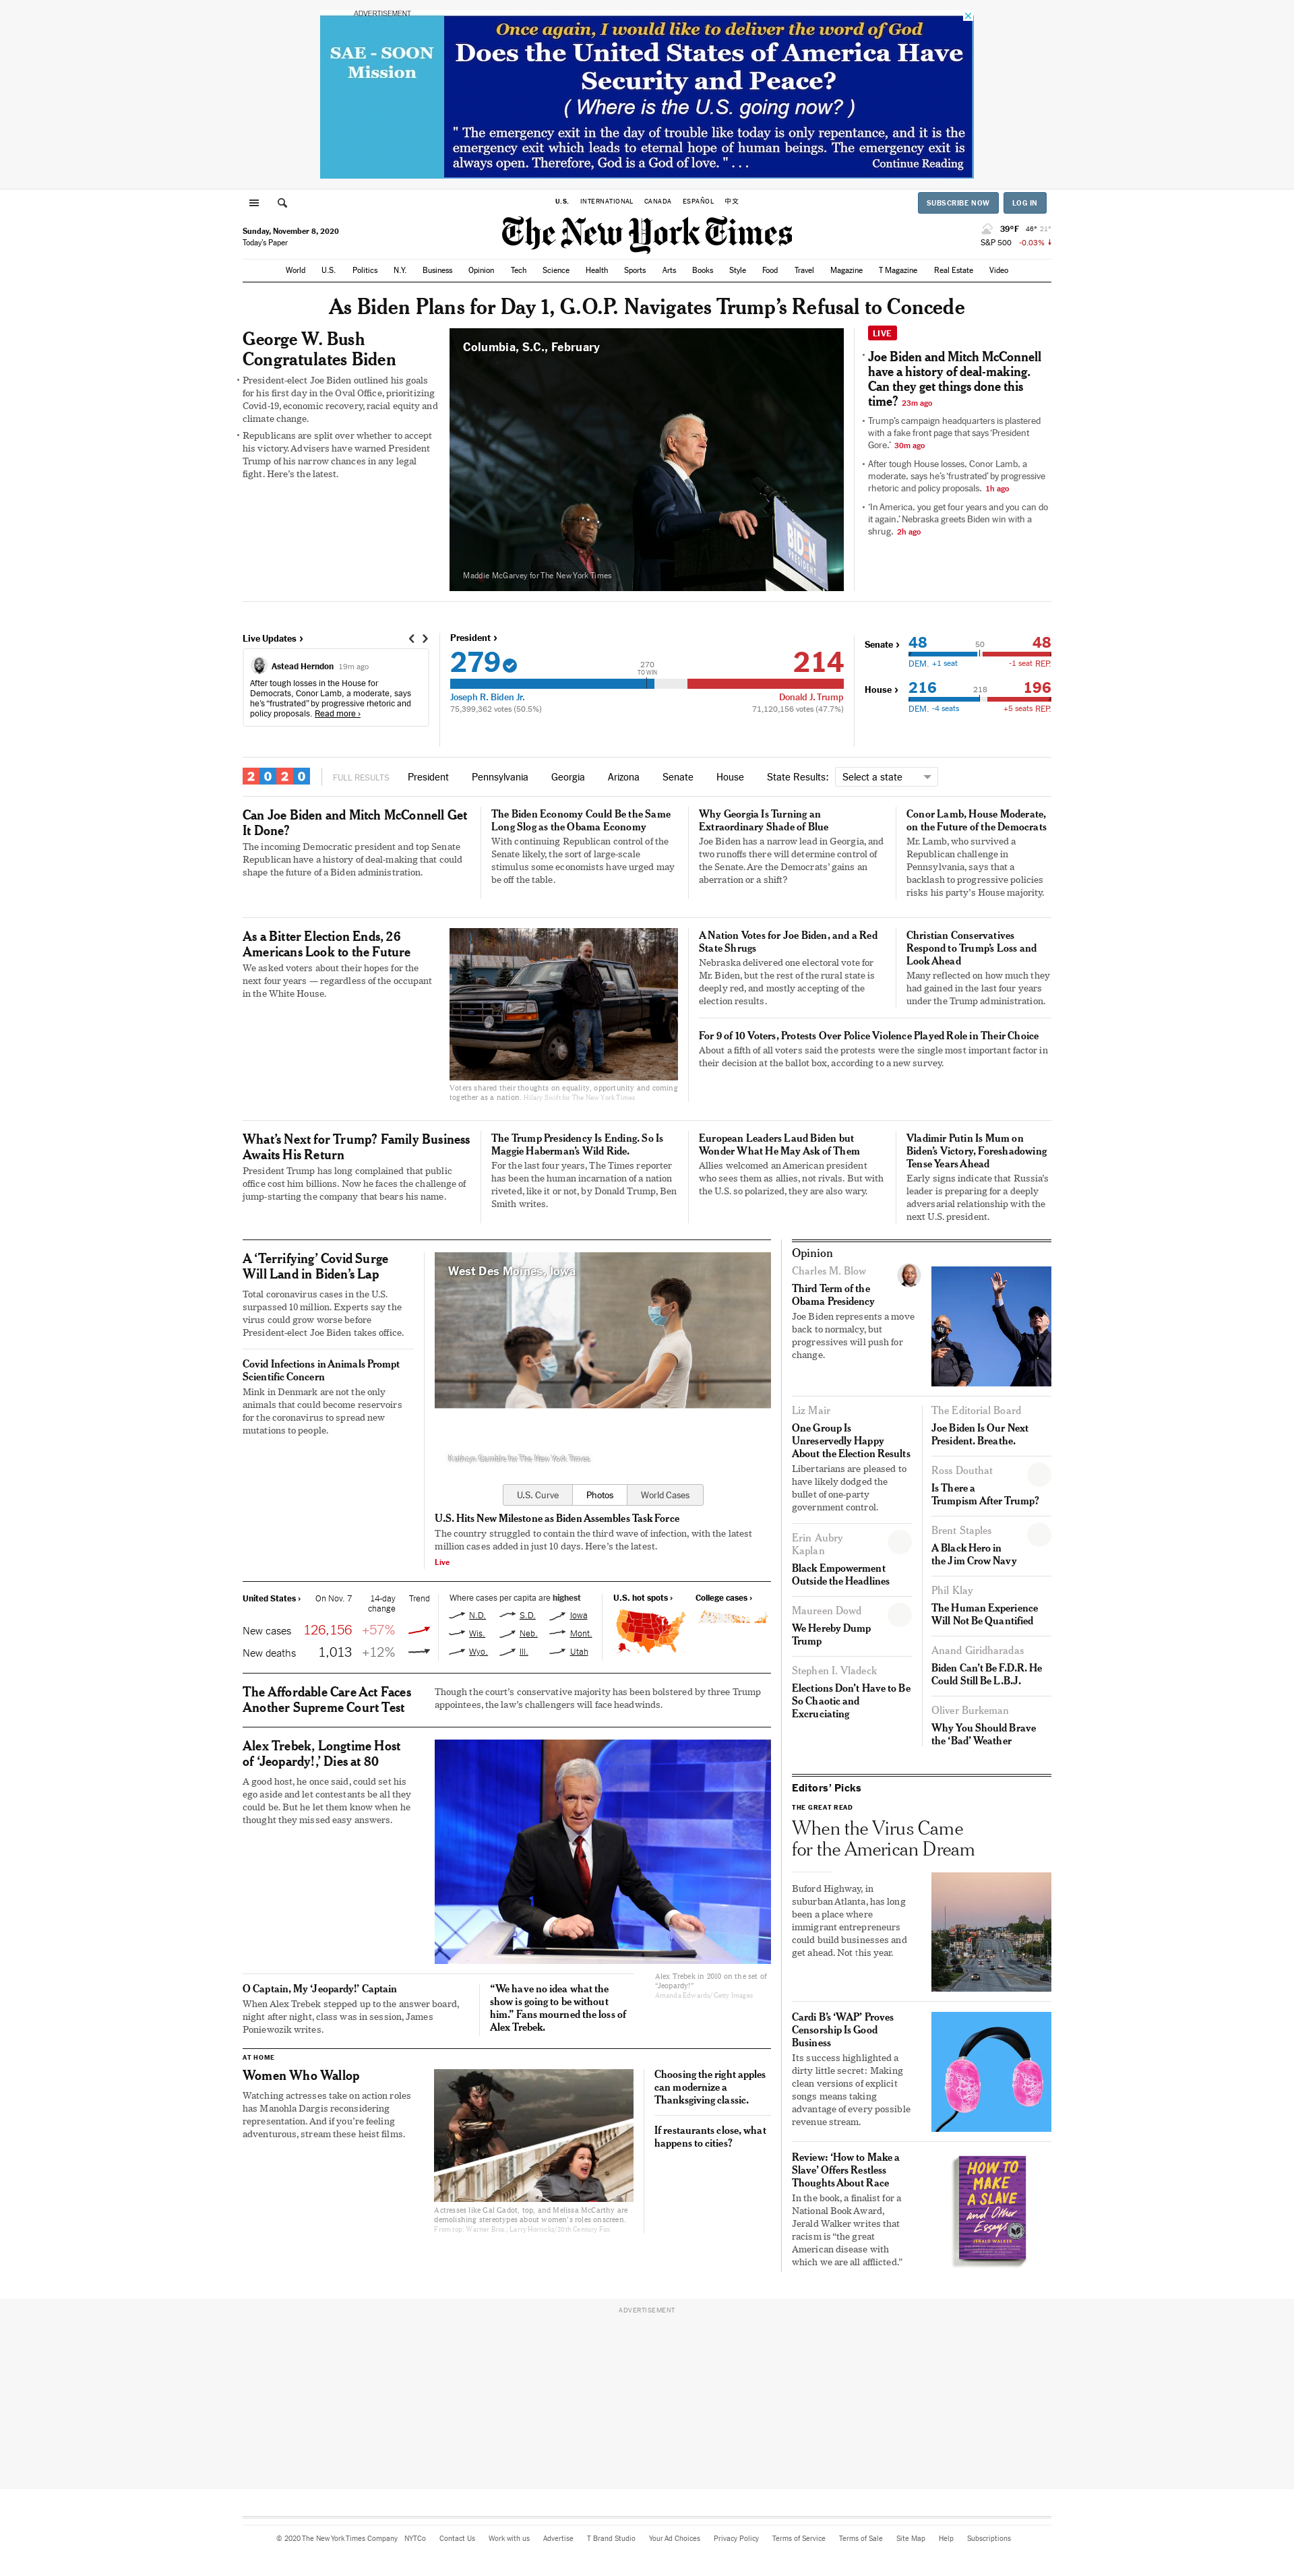 ADVERTISEMENT
SAE - SOON
Mission
Once again, I would like to deliver the word of God
Does the United States of America Have
Security and Peace?
( Where is the U.S. going now? )
" The emergency exit in the day of trouble like today is only repentance, and it is the
emergency exit which leads to eternal hope of human beings. The emergency exit is
always open. Therefore, God is a God of love. " . . .
Continue Reading
U.S. INTERNATIONAL CANADA ESPAÑOL 中文
SUBSCRIBE NOW LOG IN
Sunday, November 8, 2020
Today's Paper
The New York Times
39°F 46° 21°
S&P 500 -0.03%
World U.S. Politics N.Y. Business Opinion Tech Science Health Sports Arts Books Style Food Travel Magazine T Magazine Real Estate Video
As Biden Plans for Day 1, G.O.P. Navigates Trump's Refusal to Concede
George W. Bush
Congratulates Biden
President-elect Joe Biden outlined his goals
for his first day in the Oval Office, prioritizing
Covid-19, economic recovery, racial equity and
climate change.
Republicans are split over whether to accept
his victory. Advisers have warned President
Trump of his narrow chances in any legal
fight. Here's the latest.
Columbia, S.C., February
BIDEN
PRESIDENT
Maddie McGarvey for The New York Times
LIVE
Joe Biden and Mitch McConnell
have a history of deal-making.
Can they get things done this
time? 23m ago
Trump's campaign headquarters is plastered
with a fake front page that says 'President
Gore.' 30m ago
After tough House losses, Conor Lamb, a
moderate, says he's 'frustrated' by progressive
rhetoric and policy proposals. 1h ago
'In America, you get four years and you can do
it again.' Nebraska greets Biden win with a
shrug. 2h ago
Live Updates ›
Astead Herndon 19m ago
After tough losses in the House for
Democrats, Conor Lamb, a moderate, says
he's "frustrated" by progressive rhetoric and
policy proposals. Read more ›
President ›
279
270
TO WIN
214
Joseph R. Biden Jr. Donald J. Trump
75,399,362 votes (50.5%) 71,120,156 votes (47.7%)
Senate › 48 50 48
DEM. +1 seat -1 seat REP.
House › 216 218 196
DEM. -4 seats +5 seats REP.
2020 FULL RESULTS President Pennsylvania Georgia Arizona Senate House State Results: Select a state
Can Joe Biden and Mitch McConnell Get
It Done?
The incoming Democratic president and top Senate
Republican have a history of deal-making that could
shape the future of a Biden administration.
The Biden Economy Could Be the Same
Long Slog as the Obama Economy
With continuing Republican control of the
Senate likely, the sort of large-scale
stimulus some economists have urged may
be off the table.
Why Georgia Is Turning an
Extraordinary Shade of Blue
Joe Biden has a narrow lead in Georgia, and
two runoffs there will determine control of
the Senate. Are the Democrats' gains an
aberration or a shift?
Conor Lamb, House Moderate,
on the Future of the Democrats
Mr. Lamb, who survived a
Republican challenge in
Pennsylvania, says that a
backlash to progressive policies
risks his party's House majority.
As a Bitter Election Ends, 26
Americans Look to the Future
We asked voters about their hopes for the
next four years — regardless of the occupant
in the White House.
Voters shared their thoughts on equality, opportunity and coming
together as a nation. Hilary Swift for The New York Times
A Nation Votes for Joe Biden, and a Red
State Shrugs
Nebraska delivered one electoral vote for
Mr. Biden, but the rest of the rural state is
deeply red, and mostly accepting of the
election results.
Christian Conservatives
Respond to Trump's Loss and
Look Ahead
Many reflected on how much they
had gained in the last four years
under the Trump administration.
For 9 of 10 Voters, Protests Over Police Violence Played Role in Their Choice
About a fifth of all voters said the protests were the single most important factor in
their decision at the ballot box, according to a new survey.
What's Next for Trump? Family Business
Awaits His Return
President Trump has long complained that public
office cost him billions. Now he faces the challenge of
jump-starting the company that bears his name.
The Trump Presidency Is Ending. So Is
Maggie Haberman's Wild Ride.
For the last four years, The Times reporter
has been the human incarnation of a nation
riveted, like it or not, by Donald Trump, Ben
Smith writes.
European Leaders Laud Biden but
Wonder What He May Ask of Them
Allies welcomed an American president
who sees them as allies, not rivals. But with
the U.S. so polarized, they are also wary.
Vladimir Putin Is Mum on
Biden's Victory, Foreshadowing
Tense Years Ahead
Early signs indicate that Russia's
leader is preparing for a deeply
adversarial relationship with the
next U.S. president.
A 'Terrifying' Covid Surge
Will Land in Biden's Lap
Total coronavirus cases in the U.S.
surpassed 10 million. Experts say the
virus could grow worse before
President-elect Joe Biden takes office.
Covid Infections in Animals Prompt
Scientific Concern
Mink in Denmark are not the only
animals that could become reservoirs
for the coronavirus to spread new
mutations to people.
West Des Moines, Iowa
Kathryn Gamble for The New York Times
U.S. Curve Photos World Cases
U.S. Hits New Milestone as Biden Assembles Task Force
The country struggled to contain the third wave of infection, with the latest
million cases added in just 10 days. Here's the latest.
Live
United States › On Nov. 7 14-day Trend
change
New cases 126,156 +57%
New deaths 1,013 +12%
Where cases per capita are highest
N.D. S.D. Iowa
Wis. Neb. Mont.
Wyo. Ill. Utah
U.S. hot spots › College cases ›
The Affordable Care Act Faces
Another Supreme Court Test
Though the court's conservative majority has been bolstered by three Trump
appointees, the law's challengers will face headwinds.
Alex Trebek, Longtime Host
of 'Jeopardy!,' Dies at 80
A good host, he once said, could set his
ego aside and let contestants be all they
could be. But he let them know when he
thought they missed easy answers.
Alex Trebek in 2010 on the set of
"Jeopardy!"
Amanda Edwards/Getty Images
O Captain, My 'Jeopardy!' Captain
When Alex Trebek stepped up to the answer board,
night after night, class was in session, James
Poniewozik writes.
"We have no idea what the
show is going to be without
him." Fans mourned the loss of
Alex Trebek.
AT HOME
Women Who Wallop
Watching actresses take on action roles
has Manohla Dargis reconsidering
representation. And if you're feeling
adventurous, stream these heist films.
Actresses like Gal Gadot, top, and Melissa McCarthy are
demolishing stereotypes about women's roles onscreen.
From top: Warner Bros.; Larry Horricks/20th Century Fox
Choosing the right apples
can modernize a
Thanksgiving classic.
If restaurants close, what
happens to cities?
Opinion
Charles M. Blow
Third Term of the
Obama Presidency
Joe Biden represents a move
back to normalcy, but
progressives will push for
change.
Liz Mair
One Group Is
Unreservedly Happy
About the Election Results
Libertarians are pleased to
have likely dodged the
bullet of one-party
government control.
Erin Aubry
Kaplan
Black Empowerment
Outside the Headlines
Maureen Dowd
We Hereby Dump
Trump
Stephen I. Vladeck
Elections Don't Have to Be
So Chaotic and
Excruciating
The Editorial Board
Joe Biden Is Our Next
President. Breathe.
Ross Douthat
Is There a
Trumpism After Trump?
Brent Staples
A Black Hero in
the Jim Crow Navy
Phil Klay
The Human Experience
Will Not Be Quantified
Anand Giridharadas
Biden Can't Be F.D.R. He
Could Still Be L.B.J.
Oliver Burkeman
Why You Should Brave
the 'Bad' Weather
Editors' Picks
THE GREAT READ
When the Virus Came
for the American Dream
Buford Highway, in
suburban Atlanta, has long
been a place where
immigrant entrepreneurs
could build businesses and
get ahead. Not this year.
Cardi B's 'WAP' Proves
Censorship Is Good
Business
Its success highlighted a
dirty little secret: Making
clean versions of explicit
songs means taking
advantage of every possible
revenue stream.
Review: 'How to Make a
Slave' Offers Restless
Thoughts About Race
In the book, a finalist for a
National Book Award,
Jerald Walker writes that
racism is "the great
American disease with
which we are all afflicted."
HOW TO
MAKE
A SLAVE
and Other
Essays
JERALD WALKER
ADVERTISEMENT
© 2020 The New York Times Company NYTCo Contact Us Work with us Advertise T Brand Studio Your Ad Choices Privacy Policy Terms of Service Terms of Sale Site Map Help Subscriptions